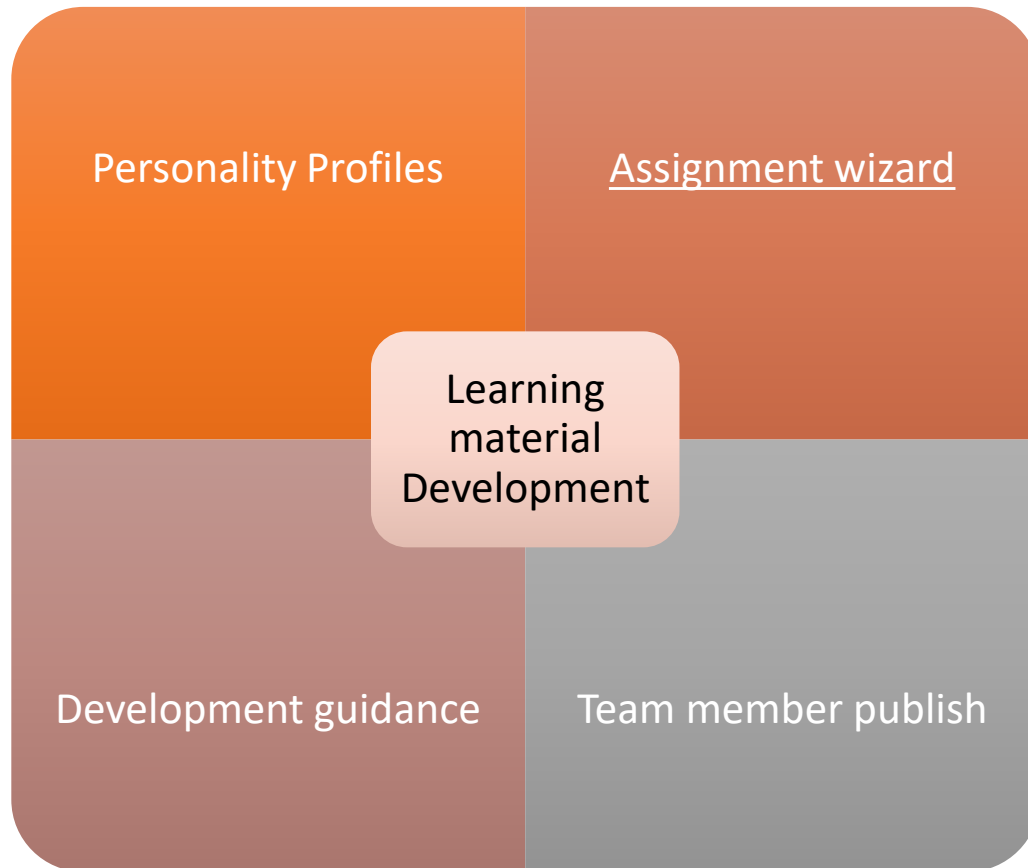 Personality Profiles
Assignment wizard
Learning
material
Development
Development guidance
Team member publish